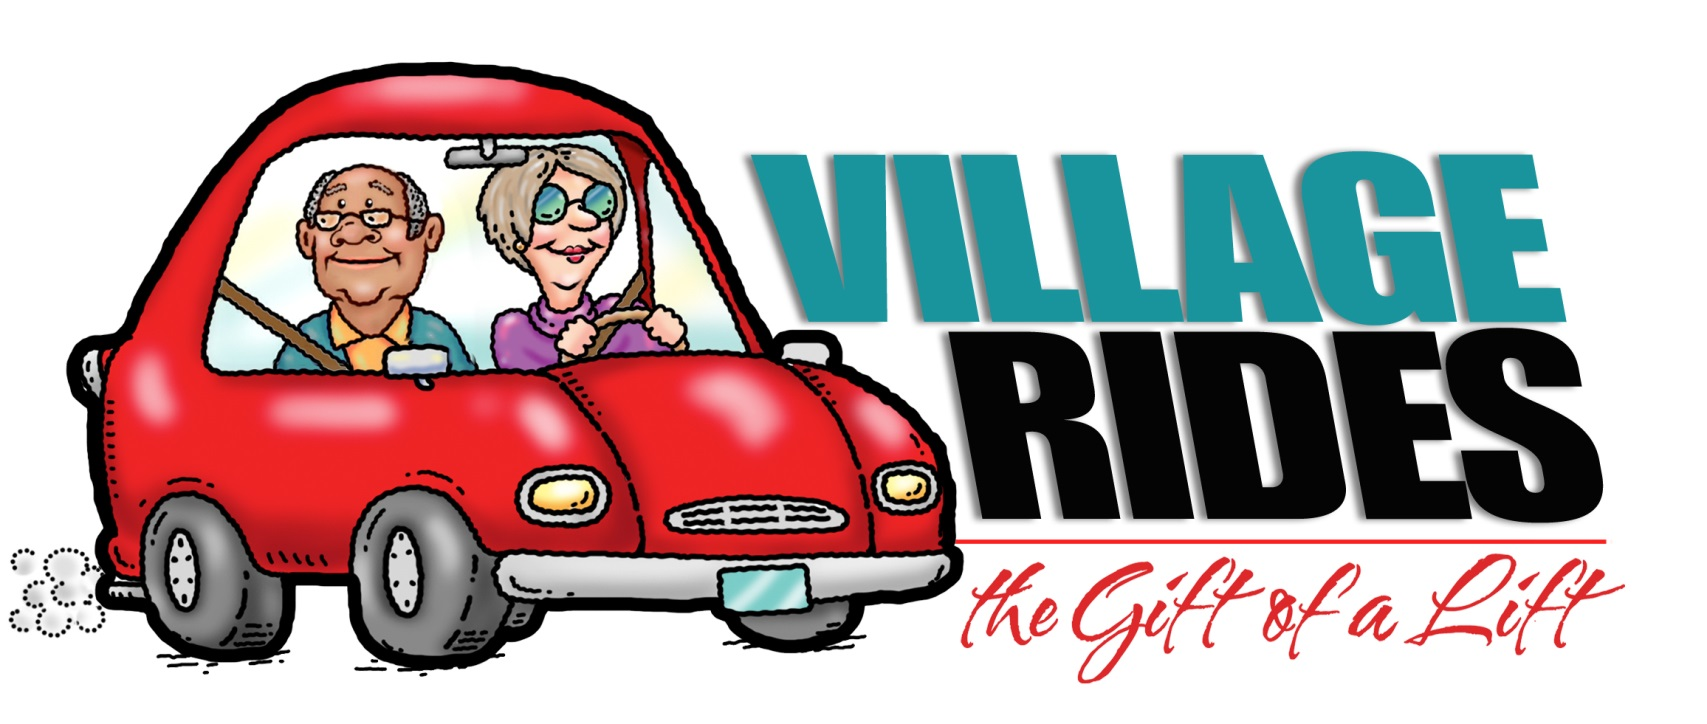 VILLAGE
RIDES
the Gift of a Lift